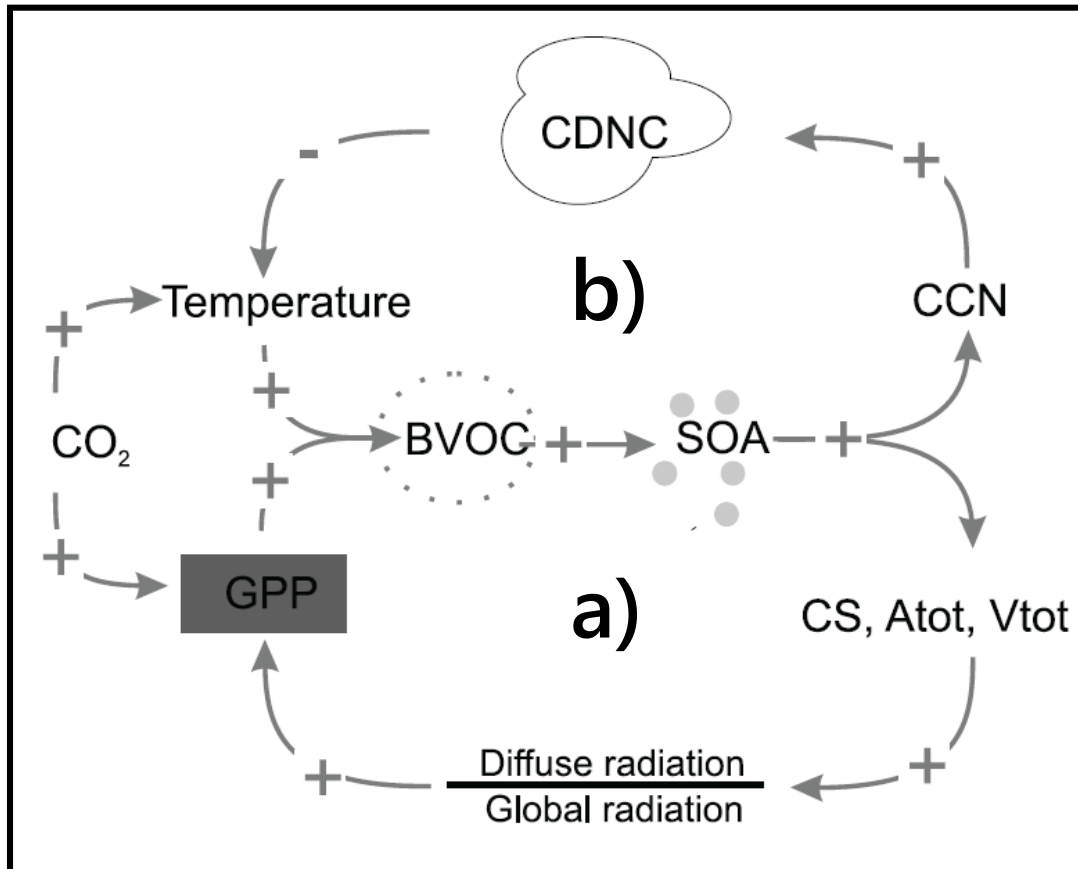 CDNC
-
+
b)
Temperature
CCN
+
+
CO₂
BVOC
+
SOA
+
+
+
GPP
a)
CS, Atot, Vtot
Diffuse radiation
Global radiation
+
+